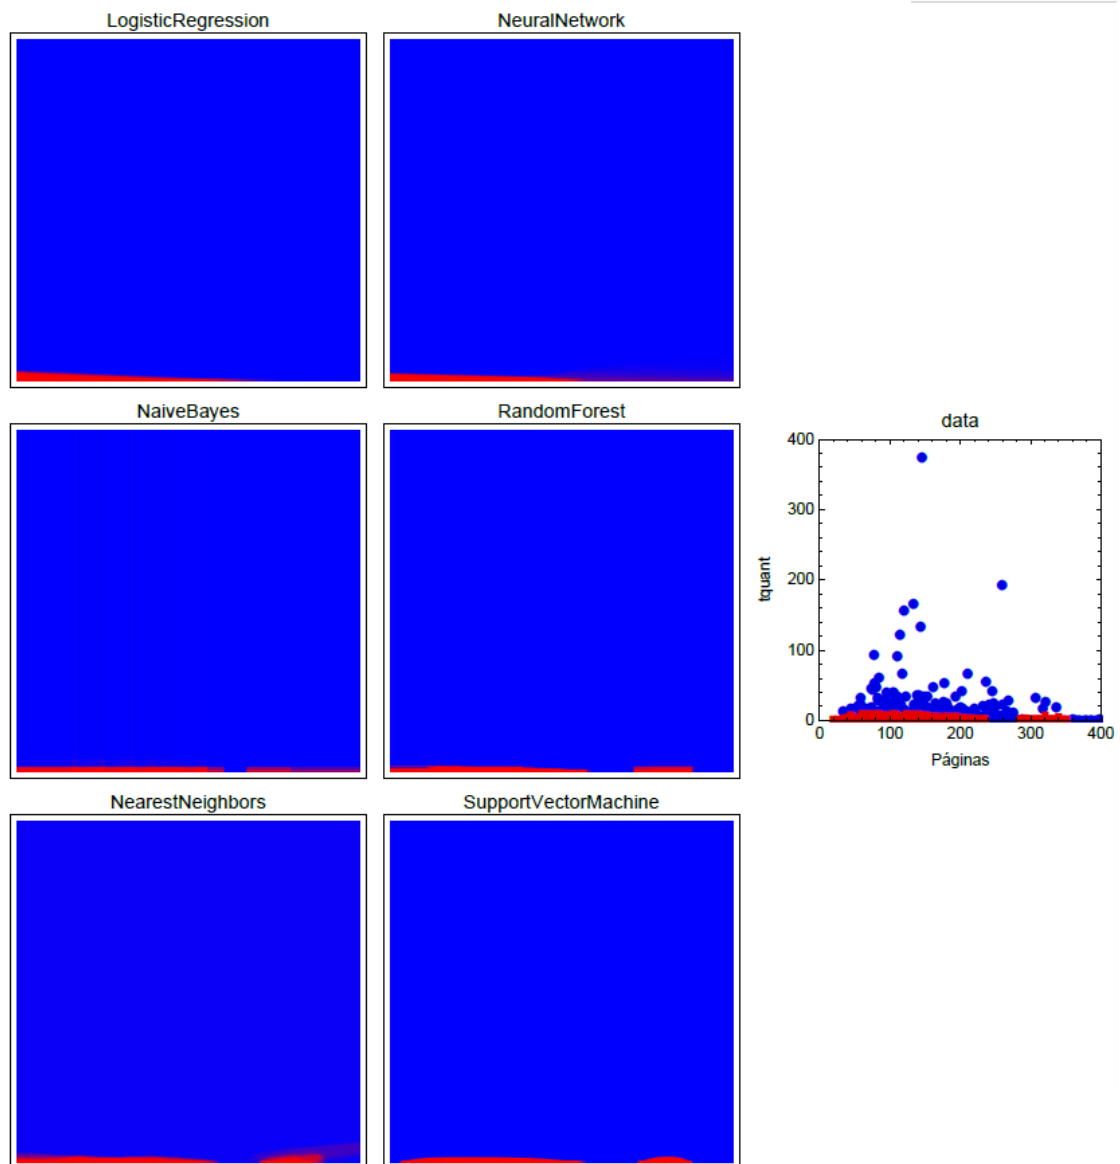 LogisticRegression
NeuralNetwork
NaiveBayes
RandomForest
data
400
300
200
100
0
tquant
0 100 200 300 400
Páginas
NearestNeighbors
SupportVectorMachine